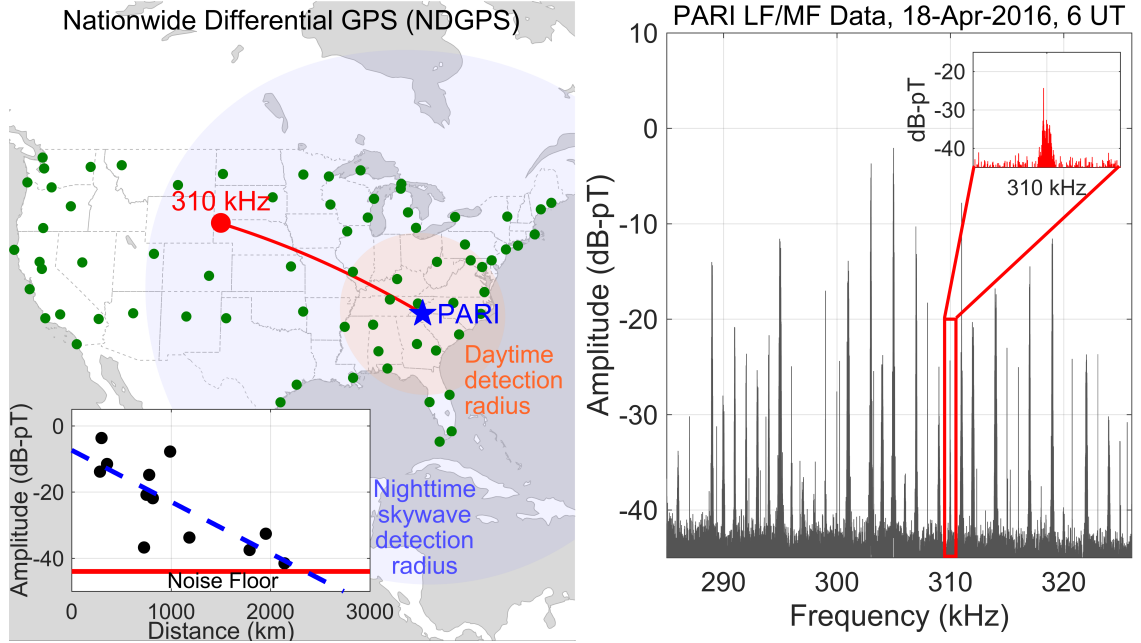 Nationwide Differential GPS (NDGPS)
310 kHz
PARI
Daytime
detection
radius
Nighttime
skywave
detection
radius
Amplitude (dB-pT)
0
-20
-40
Noise Floor
0
1000
2000
3000
Distance (km)
PARI LF/MF Data, 18-Apr-2016, 6 UT
Amplitude (dB-pT)
10
0
-10
-20
-30
-40
290
300
310
320
Frequency (kHz)
dB-pT
-20
-30
-40
310 kHz